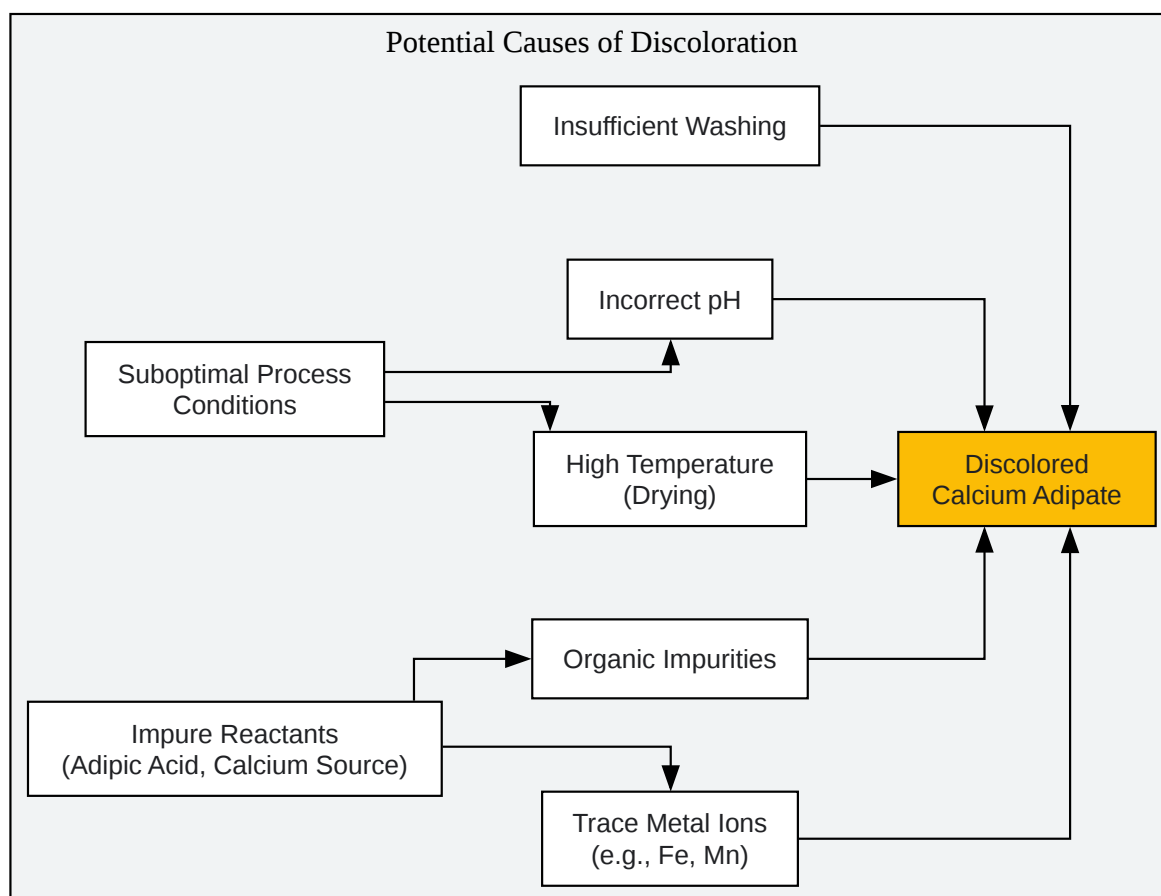 Potential Causes of Discoloration
Insufficient Washing
Incorrect pH
Suboptimal Process
Conditions
High Temperature
(Drying)
Discolored
Calcium Adipate
Organic Impurities
Impure Reactants
(Adipic Acid, Calcium Source)
Trace Metal Ions
(e.g., Fe, Mn)